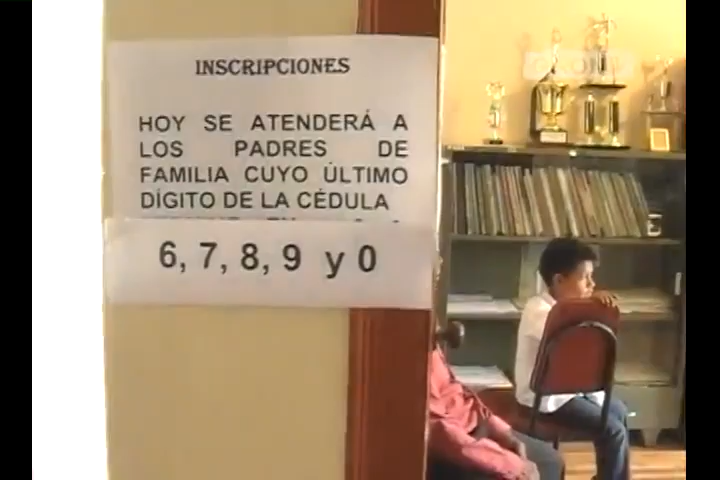 INSCRIPCIONES
HOY SE ATENDERÁ A
LOS PADRES DE
FAMILIA CUYO ÚLTIMO
DÍGITO DE LA CÉDULA
6, 7, 8, 9 y 0